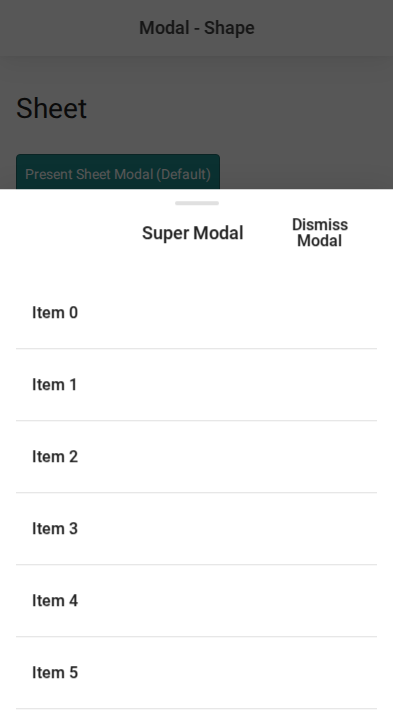 Modal - Shape
Sheet
Present Sheet Modal (Default)
Super Modal
Dismiss
Modal
Item 0
Item 1
Item 2
Item 3
Item 4
Item 5